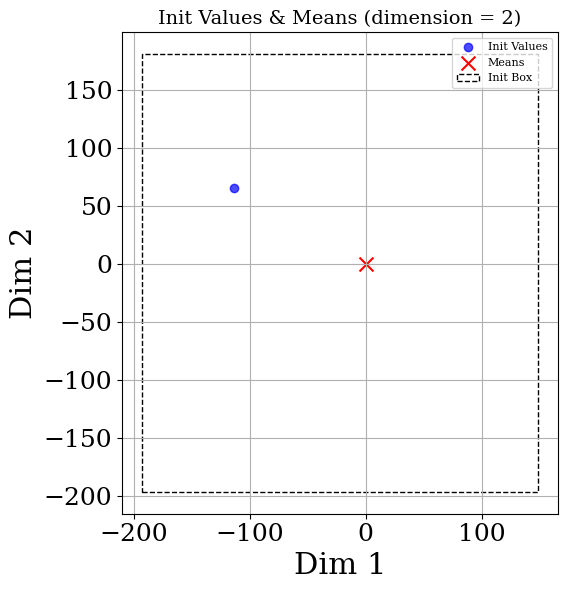 Init Values & Means (dimension = 2)
Init Values
Means
Init Box
150
100
50
0
−50
−100
−150
−200
Dim 2
−200
−100
0
100
Dim 1